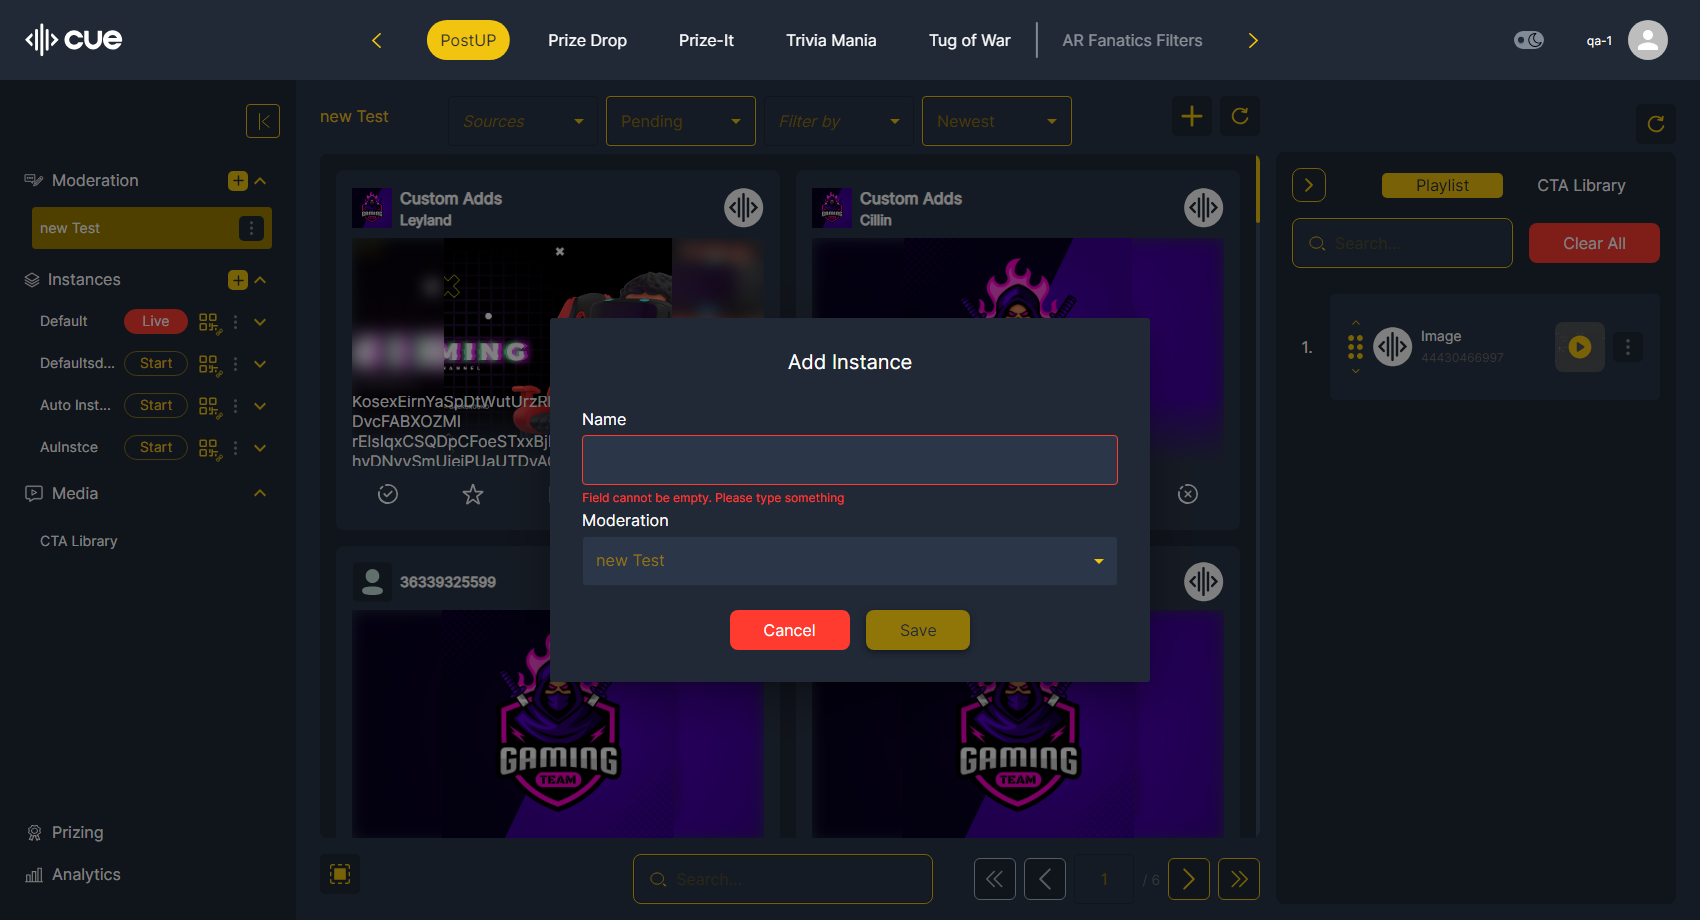 cue
PostUP
Prize Drop
Prize-It
Trivia Mania
Tug of War
AR Fanatics Filters
qa-1
Moderation
new Test
Instances
Default
Live
Defaultsd...
Start
Auto Inst...
Start
AuInstce
Start
Media
CTA Library
Prizing
Analytics
new Test
Sources
Pending
Filter by
Newest
Custom Adds
Leyland
Custom Adds
Cillin
KosexEirnYaSpDtWutUrzR
DvcFABXOZMI
rElsIqxCSQDpCFoeSTxxBj
36339325599
GAMING
TEAM
GAMING
TEAM
Add Instance
Name
Field cannot be empty. Please type something
Moderation
new Test
Cancel
Save
Search...
1
/ 6
Playlist
CTA Library
Search...
Clear All
1.
Image
44430466997